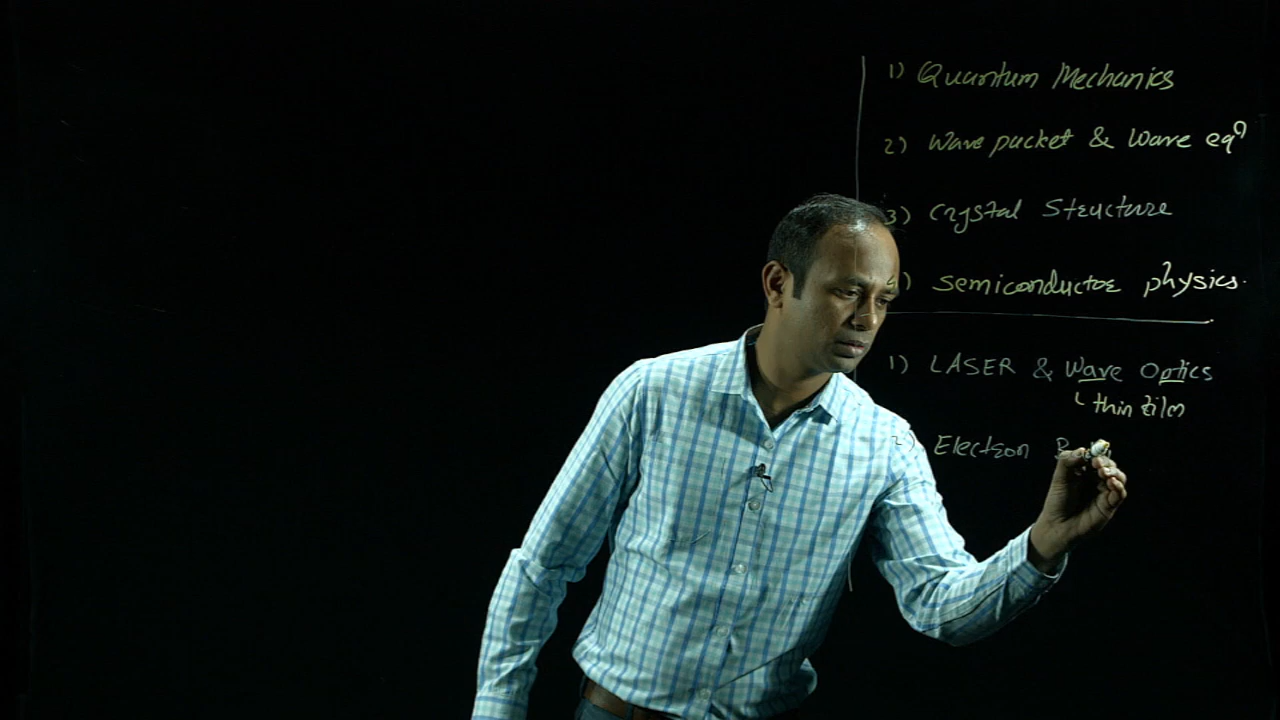 1) Quantum Mechanics
2) Wave packet & Wave eqn
3) Crystal Structure
) semiconductor physics.
1) LASER & Wave Optics
thin film
2) Electron